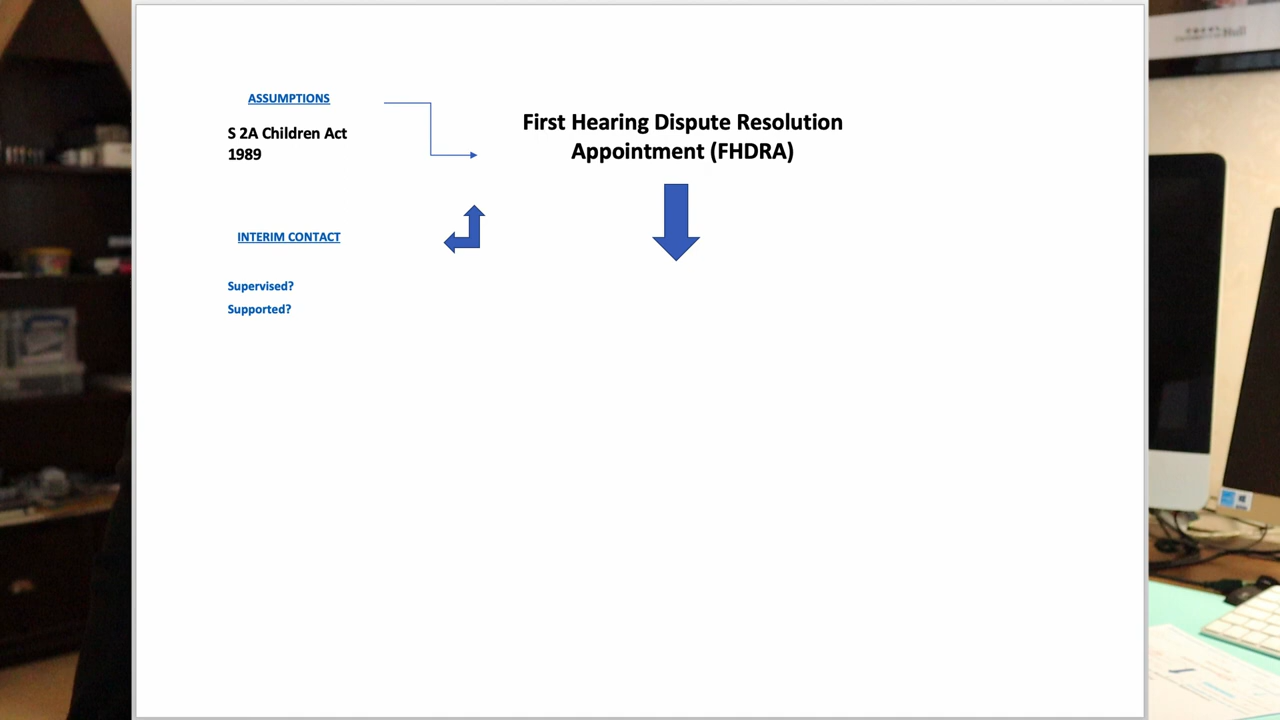 ASSUMPTIONS
S 2A Children Act
1989
First Hearing Dispute Resolution
Appointment (FHDRA)
INTERIM CONTACT
Supervised?
Supported?